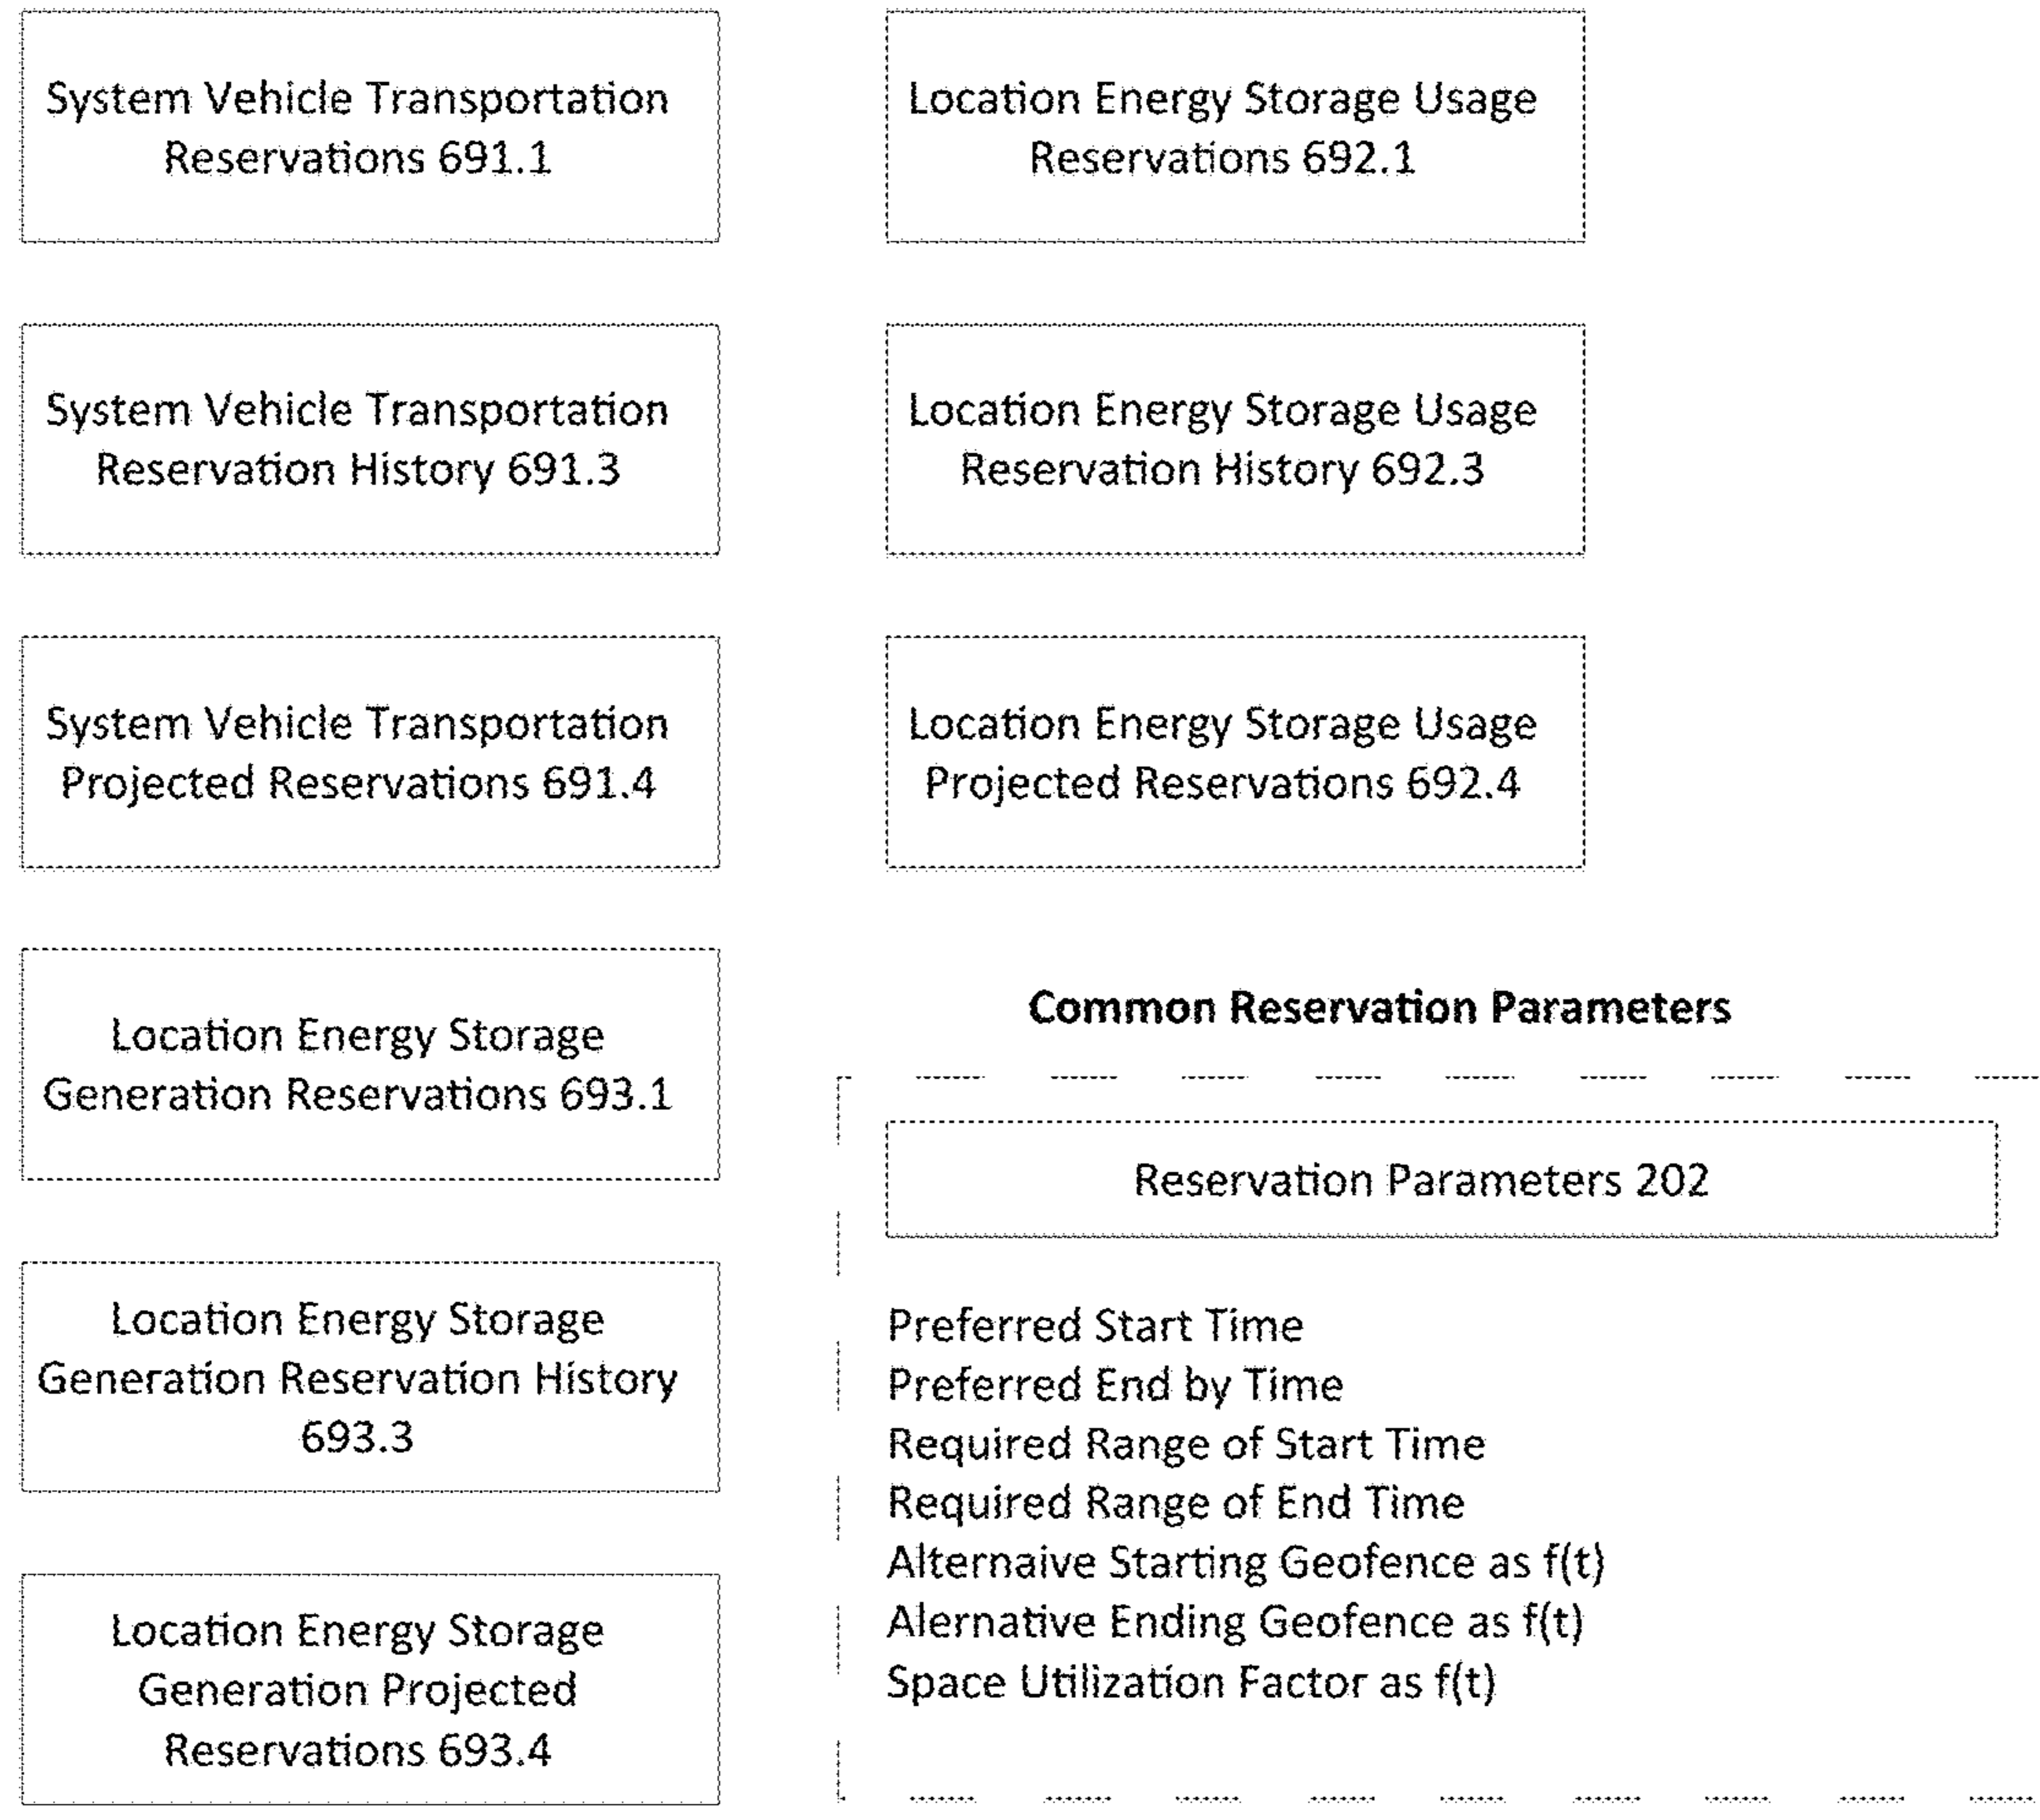 System Vehicle Transportation
Reservations 691.1
Location Energy Storage Usage
Reservations 692.1
System Vehicle Transportation
Reservation History 691.3
Location Energy Storage Usage
Reservation History 692.3
System Vehicle Transportation
Projected Reservations 691.4
Location Energy Storage Usage
Projected Reservations 692.4
Location Energy Storage
Generation Reservations 693.1
Location Energy Storage
Generation Reservation History
693.3
Location Energy Storage
Generation Projected
Reservations 693.4
Common Reservation Parameters
Reservation Parameters 202
Preferred Start Time
Preferred End by Time
Required Range of Start Time
Required Range of End Time
Alternaive Starting Geofence as f(t)
Alernative Ending Geofence as f(t)
Space Utilization Factor as f(t)